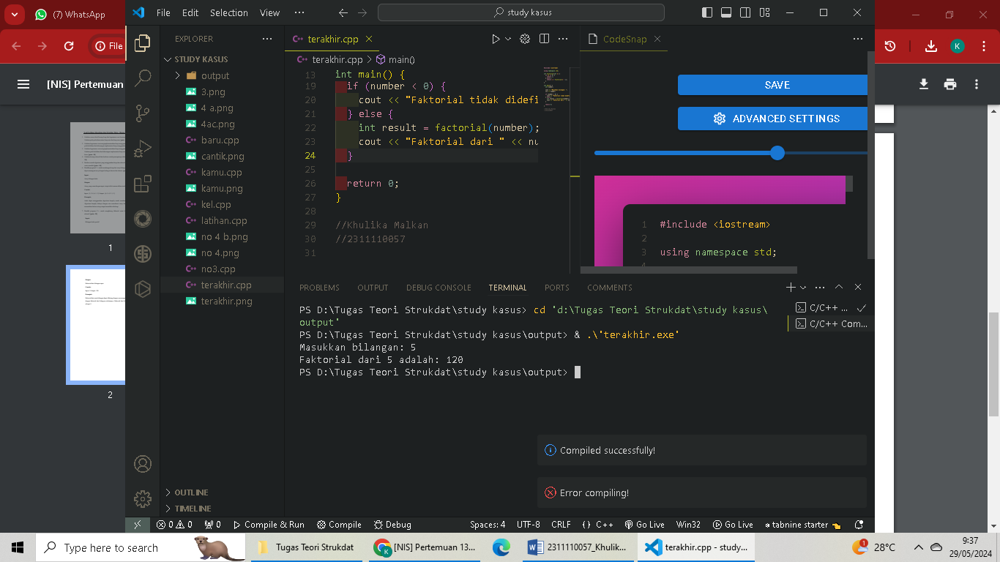 (7) WhatsApp
File
[NIS] Pertemuan
1
2
K
File Edit Selection View ...
study kasus
EXPLORER
STUDY KASUS
output
3.png
4 a.png
4ac.png
baru.cpp
cantik.png
kamu.cpp
kamu.png
kel.cpp
latihan.cpp
no 4 b.png
no 4.png
no3.cpp
terakhir.cpp
terakhir.png
OUTLINE
TIMELINE
terakhir.cpp
terakhir.cpp > main()
13 int main() {
19 if (number < 0) {
20 cout << "Faktorial tidak didefi
21 } else {
22 int result = factorial(number);
23 cout << "Faktorial dari " << nu
24 }
25
26 return 0;
27 }
28
29 //Khulika Malkan
30 //2311110057
31
CodeSnap
SAVE
ADVANCED SETTINGS
1 #include <iostream>
2
3 using namespace std;
PROBLEMS OUTPUT DEBUG CONSOLE TERMINAL PORTS COMMENTS
PS D:\Tugas Teori Strukdat\study kasus> cd 'd:\Tugas Teori Strukdat\study kasus\
output'
PS D:\Tugas Teori Strukdat\study kasus\output> & .\'terakhir.exe'
Masukkan bilangan: 5
Faktorial dari 5 adalah: 120
PS D:\Tugas Teori Strukdat\study kasus\output>
C/C++ ...
C/C++ Com...
Compiled successfully!
Error compiling!
0 0 0 Compile & Run Compile Debug Spaces: 4 UTF-8 CRLF {} C++ Go Live Win32 Go Live tabnine starter
Type here to search
Tugas Teori Strukdat
[NIS] Pertemuan 13...
2311110057_Khulik...
terakhir.cpp - study...
1
28°C
9:37
29/05/2024